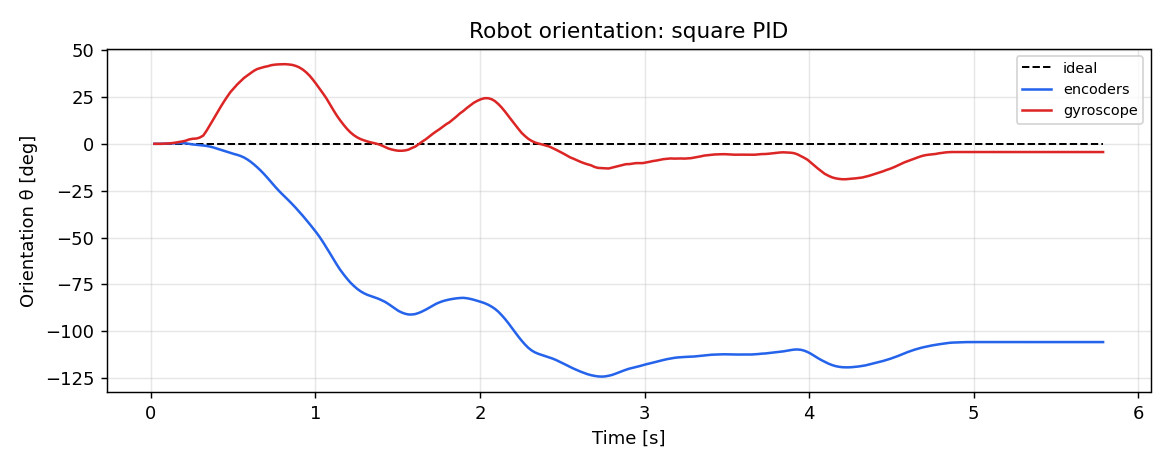 Robot orientation: square PID
ideal
encoders
gyroscope
Orientation θ [deg]
50
25
0
−25
−50
−75
−100
−125
0 1 2 3 4 5 6
Time [s]